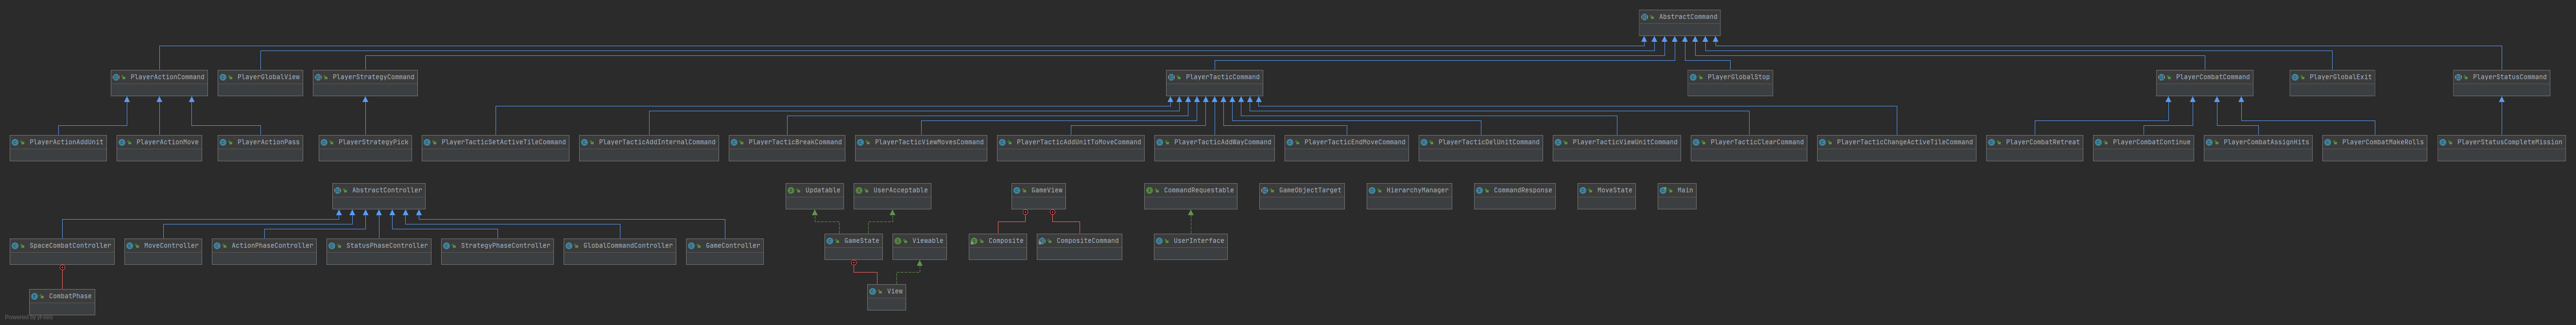 AbstractCommand
PlayerActionCommand
PlayerGlobalView
PlayerStrategyCommand
PlayerTacticCommand
PlayerGlobalStop
PlayerCombatCommand
PlayerGlobalExit
PlayerStatusCommand
PlayerActionAddUnit
PlayerActionMove
PlayerActionPass
PlayerStrategyPick
PlayerTacticSetActiveTileCommand
PlayerTacticAddInternalCommand
PlayerTacticBreakCommand
PlayerTacticViewMovesCommand
PlayerTacticAddUnitToMoveCommand
PlayerTacticAddWayCommand
PlayerTacticEndMoveCommand
PlayerTacticDelUnitCommand
PlayerTacticViewUnitCommand
PlayerTacticClearCommand
PlayerTacticChangeActiveTileCommand
PlayerCombatRetreat
PlayerCombatContinue
PlayerCombatAssignHits
PlayerCombatMakeRolls
PlayerStatusCompleteMission
AbstractController
Updatable
UserAcceptable
GameView
CommandRequestable
GameObjectTarget
HierarchyManager
CommandResponse
MoveState
Main
SpaceCombatController
MoveController
ActionPhaseController
StatusPhaseController
StrategyPhaseController
GlobalCommandController
GameController
GameState
Viewable
Composite
CompositeCommand
UserInterface
CombatPhase
View
Powered by yFiles